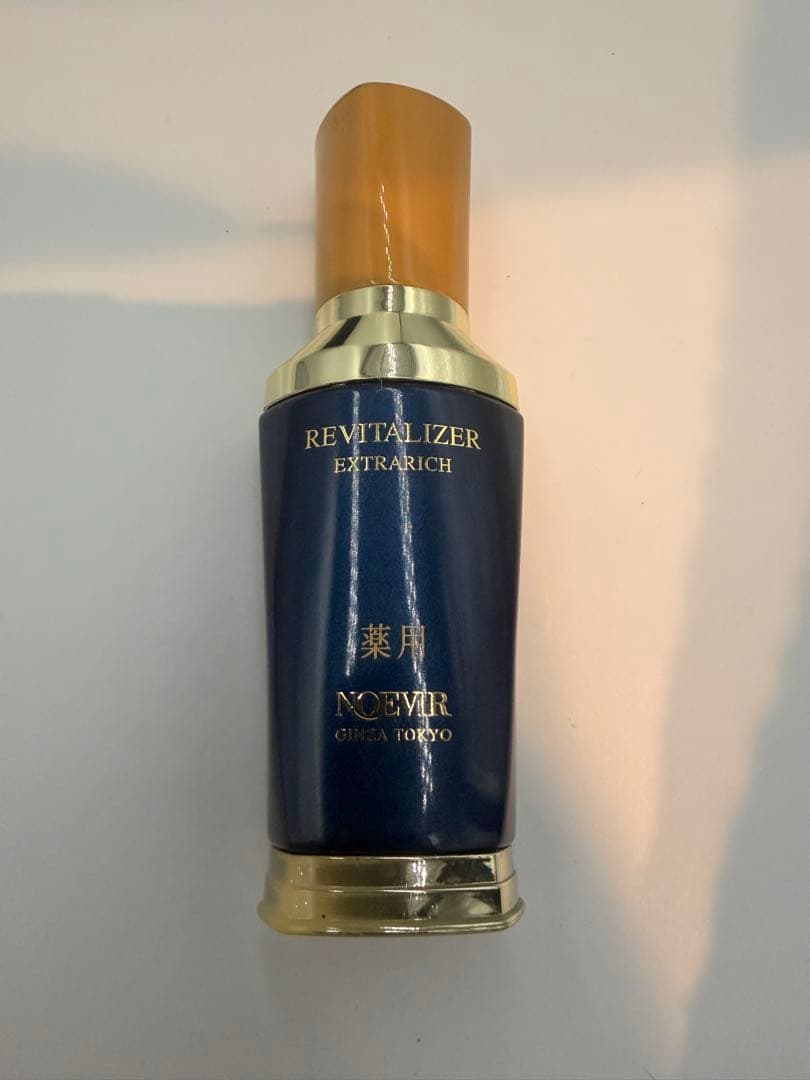 REVITALIZER
EXTRARICH
薬用
NOEVIR
GINZA TOKYO